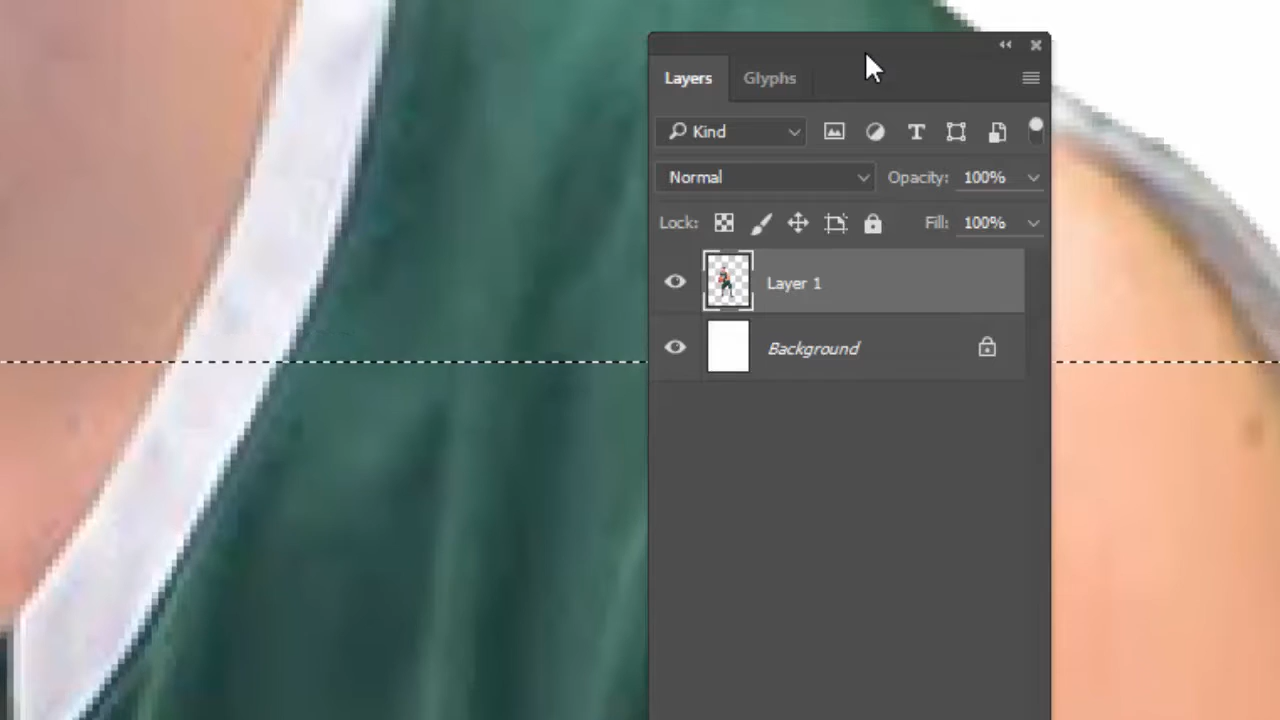 Layers Glyphs
Kind
Normal Opacity: 100%
Lock: Fill: 100%
Layer 1
Background